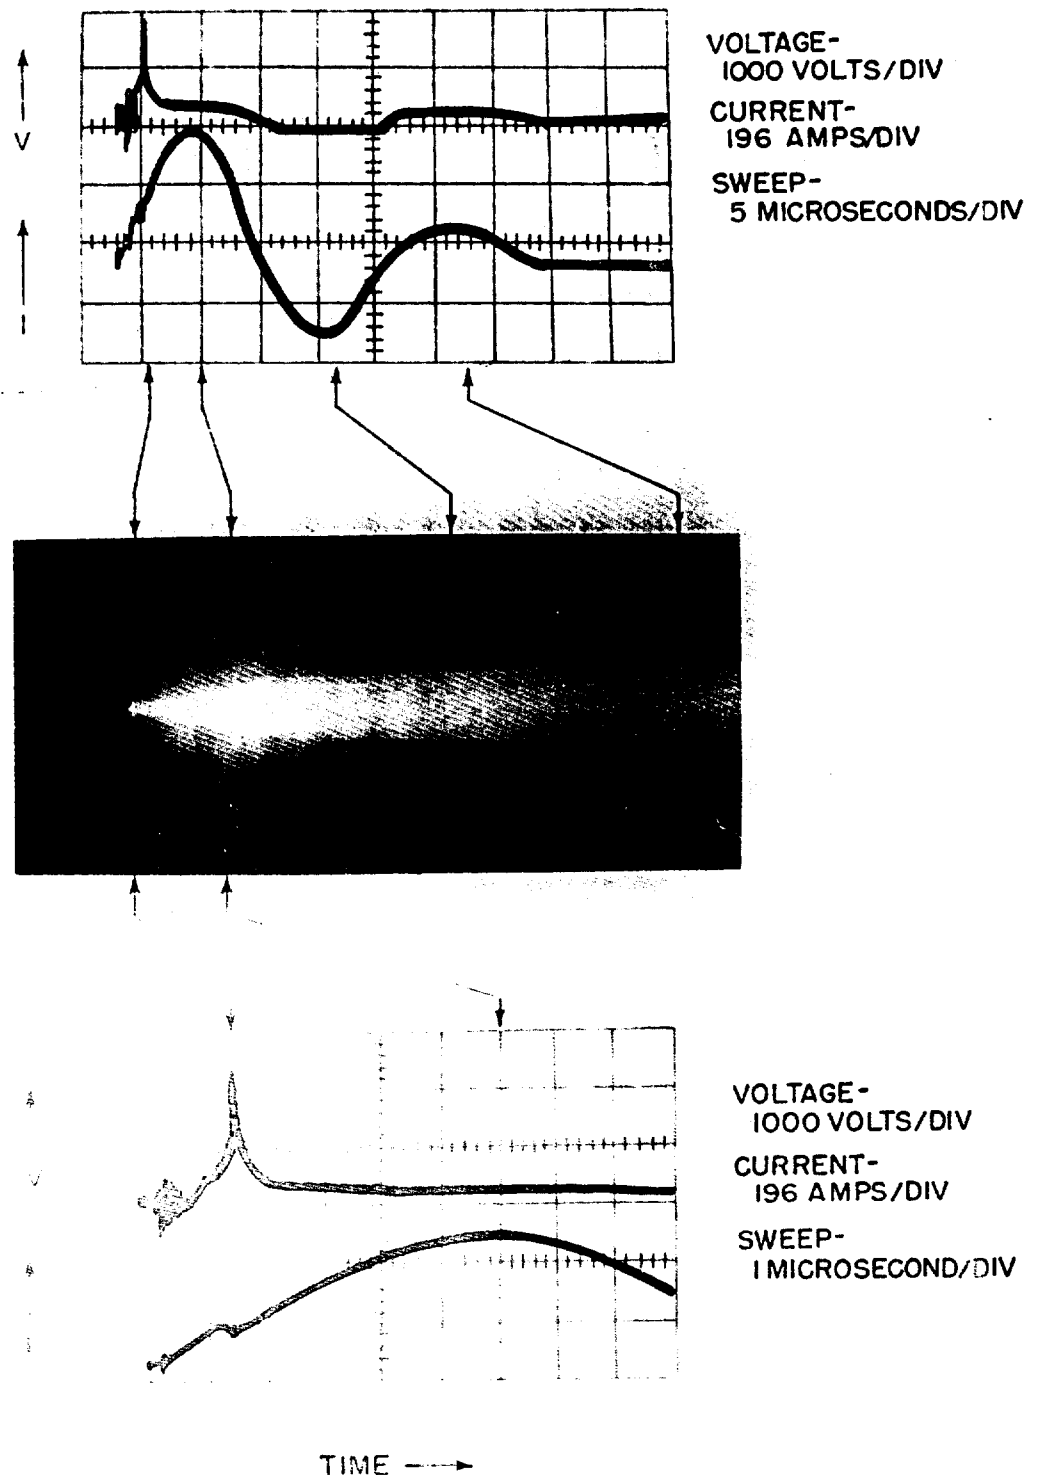 VOLTAGE-
1000 VOLTS/DIV
CURRENT-
196 AMPS/DIV
SWEEP-
5 MICROSECONDS/DIV
V
I
VOLTAGE-
1000 VOLTS/DIV
CURRENT-
196 AMPS/DIV
SWEEP-
1 MICROSECOND/DIV
V
TIME